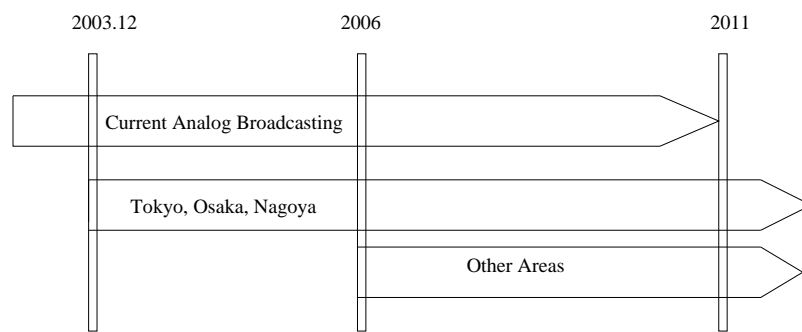 2003.12 2006 2011
Current Analog Broadcasting
Tokyo, Osaka, Nagoya
Other Areas